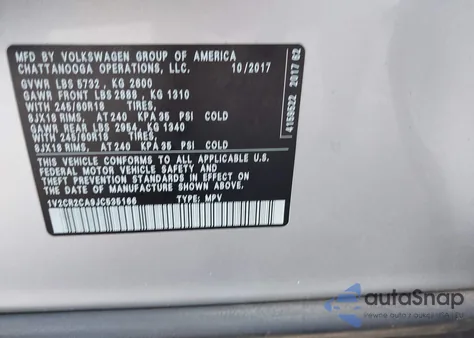 MFD BY VOLKSWAGEN GROUP OF AMERICA
CHATTANOOGA OPERATIONS, LLC. 10/2017
GVWR LBS 5732 , KG 2600
GAWR FRONT LBS 2888 , KG 1310
WITH 245/60R18 TIRES,
8JX18 RIMS, AT 240 KPA 35 PSI COLD
GAWR REAR LBS 2954, KG 1340
WITH 245/60R18 TIRES,
8JX18 RIMS, AT 240 KPA 35 PSI COLD
THIS VEHICLE CONFORMS TO ALL APPLICABLE U.S.
FEDERAL MOTOR VEHICLE SAFETY AND
THEFT PREVENTION STANDARDS IN EFFECT ON THE
DATE OF MANUFACTURE SHOWN ABOVE
1V2CR2CA9JC535166 TYPE: MPV
4159522 2017 62
autoSnap